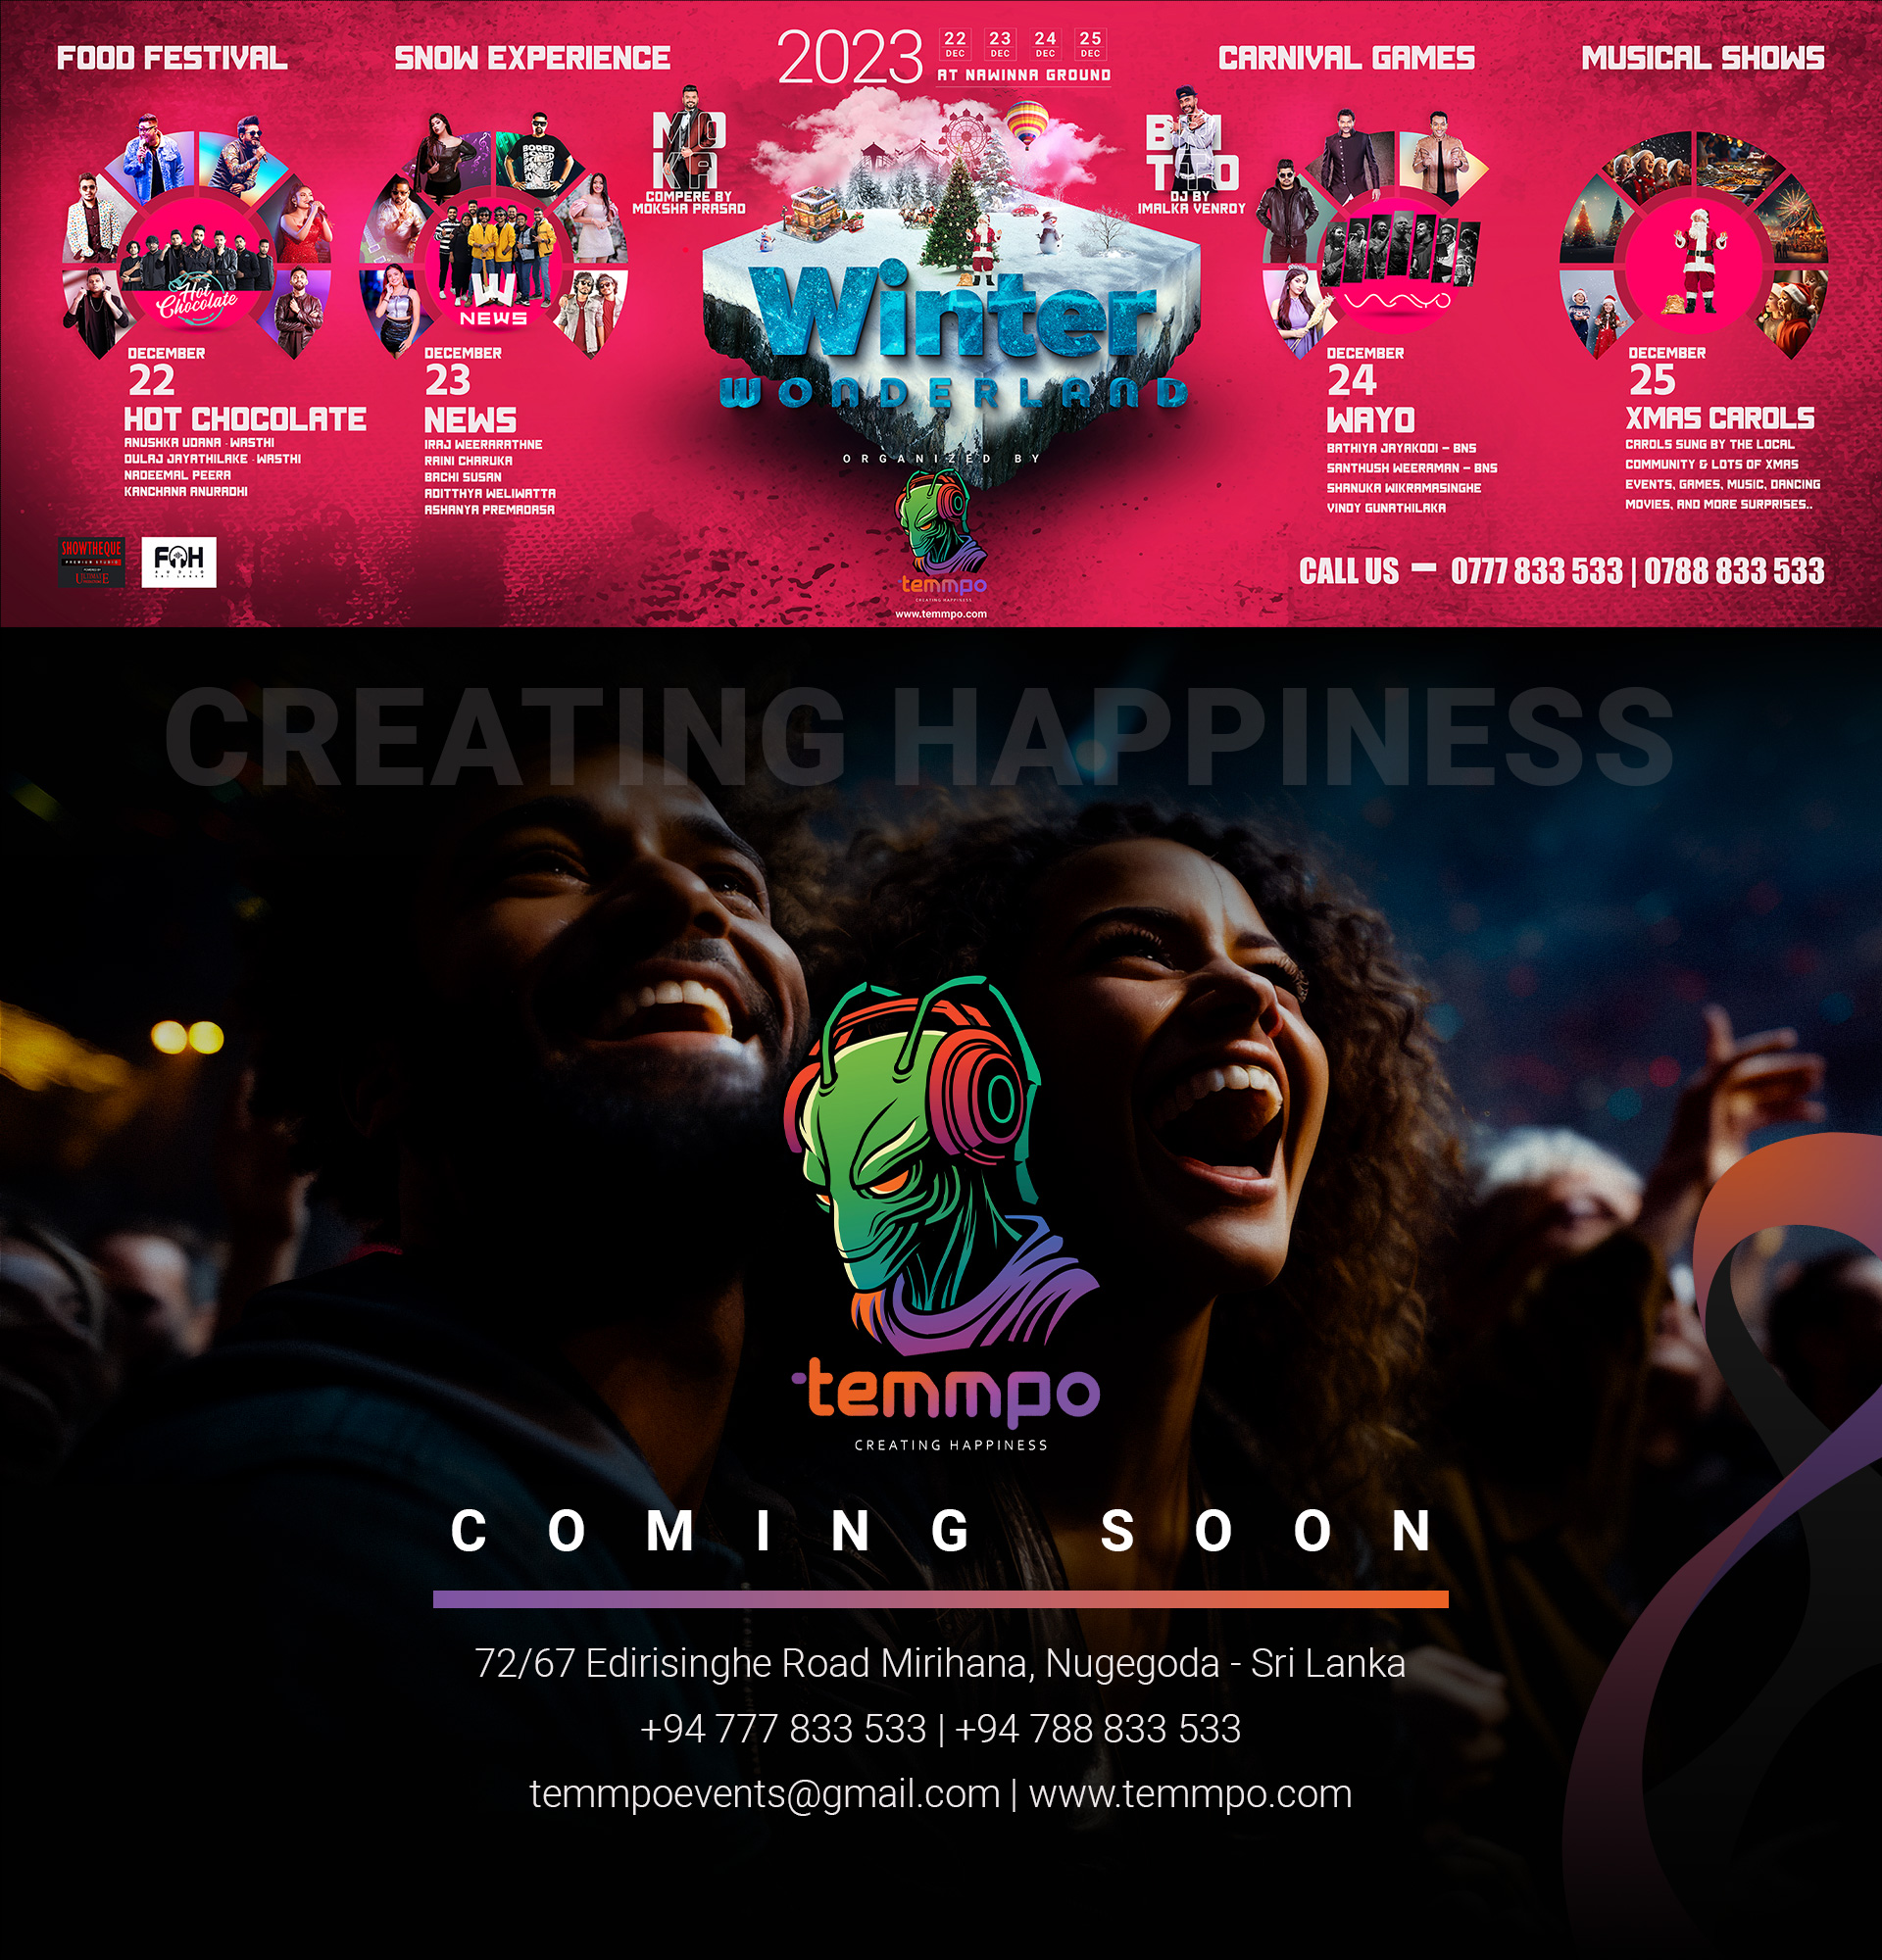 FOOD FESTIVAL
SNOW EXPERIENCE
2023
22 DEC
23 DEC
24 DEC
25 DEC
AT NAWINNA GROUND
CARNIVAL GAMES
MUSICAL SHOWS
MO
KA
COMPERE BY
MOKSHA PRASAD
DJ BY
IMALKA VENROY
Hot
Chocolate
W
NEWS
WAYO
Winter
WONDERLAND
DECEMBER
22
HOT CHOCOLATE
ANUSHKA UDANA - WASTHI
DULAJ JAYATHILAKE - WASTHI
NADEEMAL PEERA
KANCHANA ANURADHI
DECEMBER
23
NEWS
IRAJ WEERARATHNE
RAINI CHARUKA
BACHI SUSAN
ADITTHYA WELIWATTA
ASHANYA PREMADASA
DECEMBER
24
WAYO
BATHIYA JAYAKODI – BNS
SANTHUSH WEERAMAN – BNS
SHANUKA WIKRAMASINGHE
VINDY GUNATHILAKA
DECEMBER
25
XMAS CAROLS
CAROLS SUNG BY THE LOCAL
COMMUNITY & LOTS OF XMAS
EVENTS, GAMES, MUSIC, DANCING
MOVIES, AND MORE SURPRISES..
ORGANIZED BY
temmpo
CREATING HAPPINESS
www.temmpo.com
SHOWTHEQUE
PREMIUM STUDIO
ULTIMATE
FOH
AUDIO
CALL US – 0777 833 533 | 0788 833 533
CREATING HAPPINESS
temmpo
CREATING HAPPINESS
COMING SOON
72/67 Edirisinghe Road Mirihana, Nugegoda - Sri Lanka
+94 777 833 533 | +94 788 833 533
temmpoevents@gmail.com | www.temmpo.com